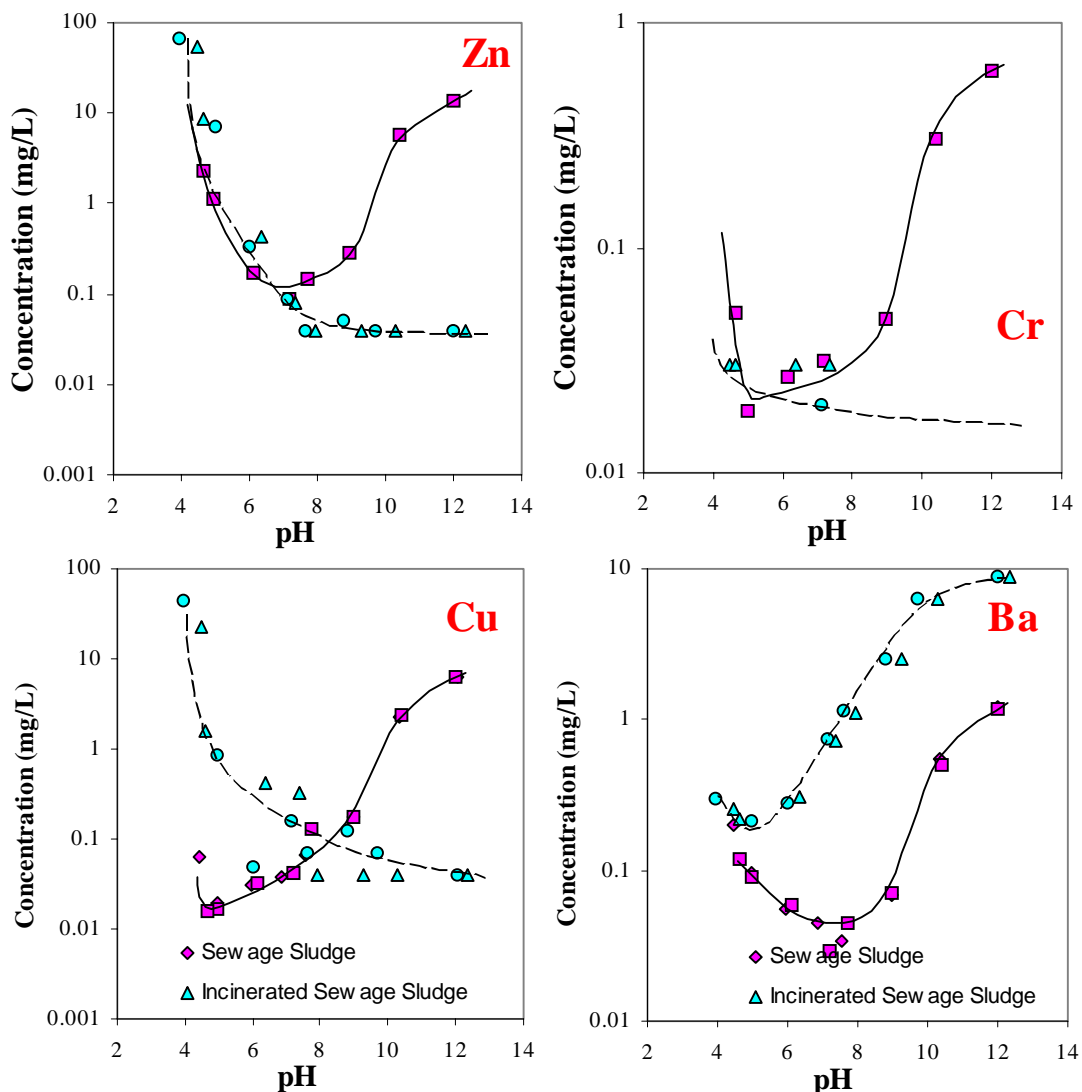 100
10
1
0.1
0.01
0.001
Concentration (mg/L)
Zn
2 4 6 8 10 12 14
pH
1
0.1
0.01
Concentration (mg/L)
Cr
2 4 6 8 10 12 14
pH
100
10
1
0.1
0.01
0.001
Concentration (mg/L)
Cu
Sew age Sludge
Incinerated Sew age Sludge
2 4 6 8 10 12 14
pH
10
1
0.1
0.01
Concentration (mg/L)
Ba
Sew age Sludge
Incinerated Sew age Sludge
2 4 6 8 10 12 14
pH